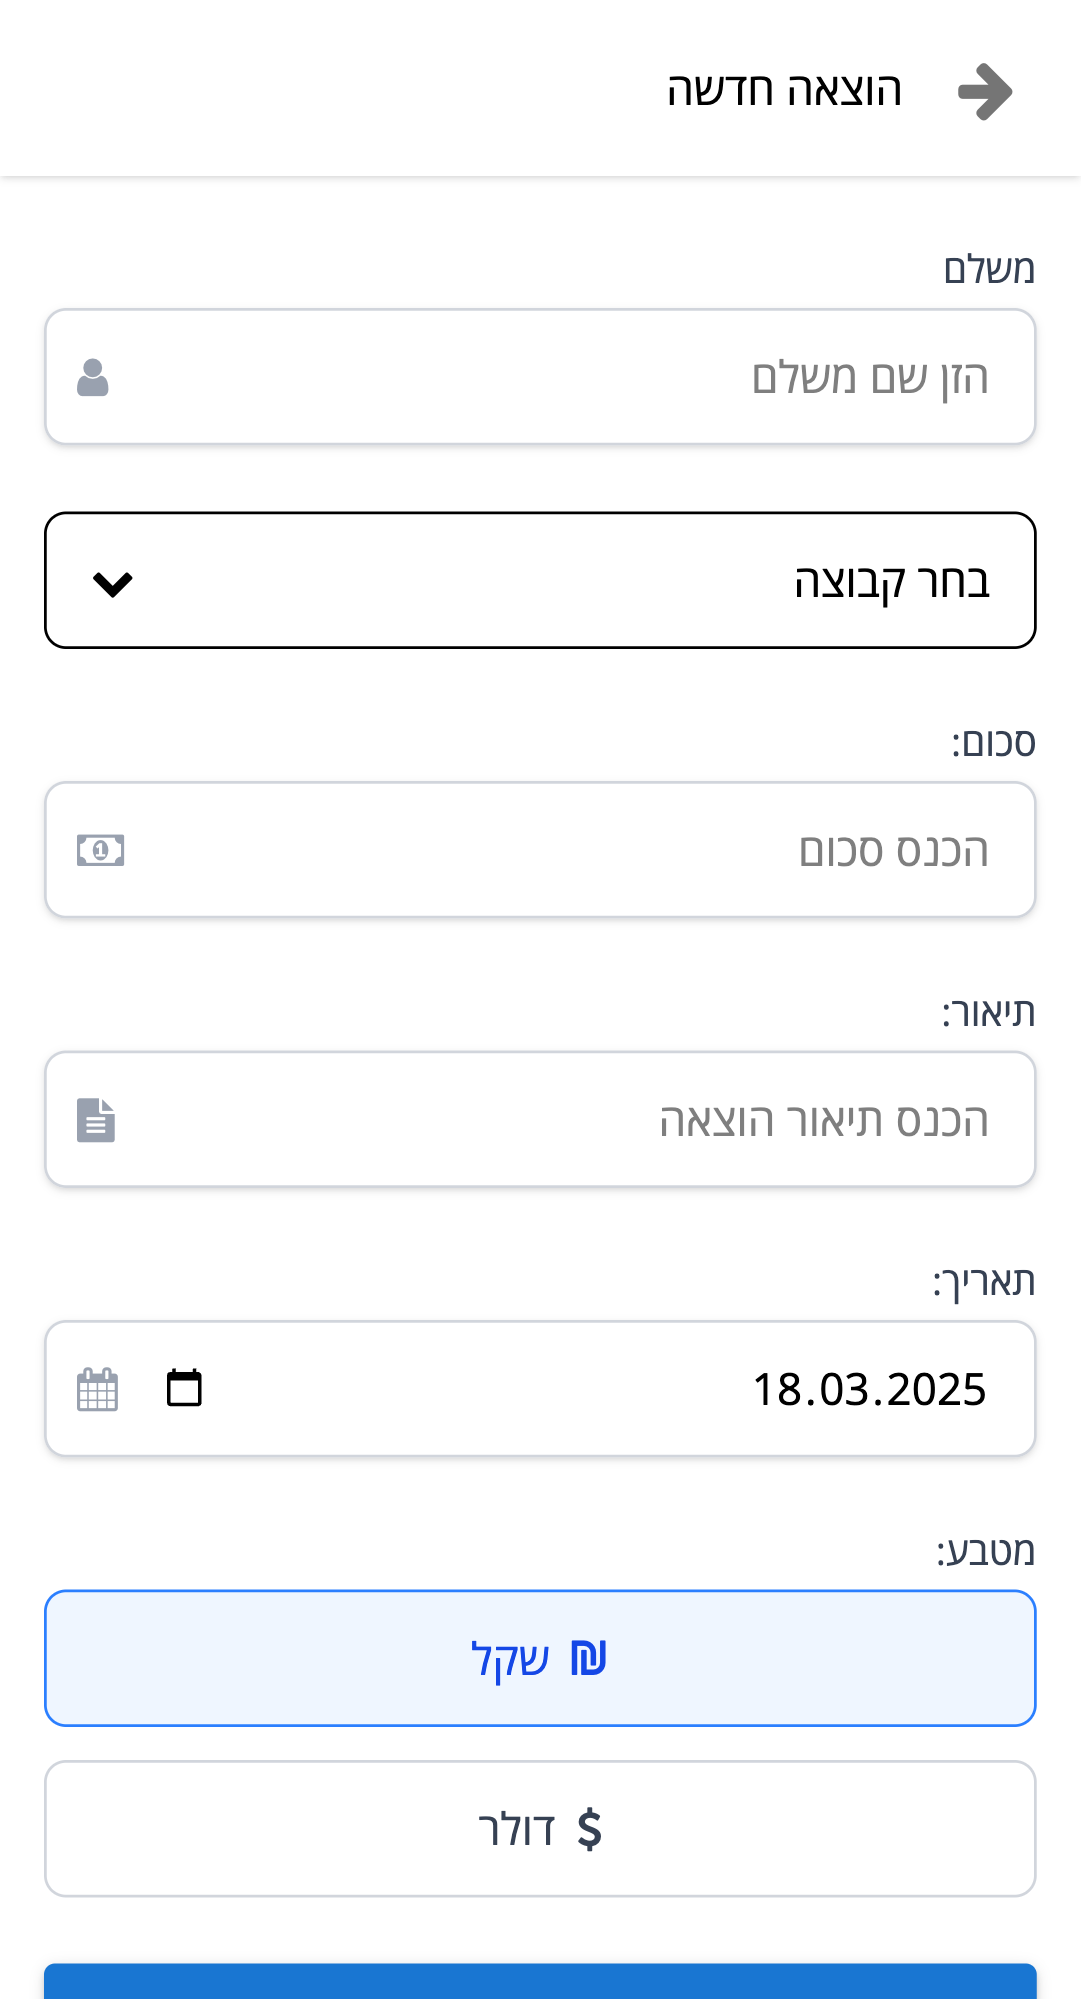 הוצאה חדשה
משלם
הזן שם משלם
בחר קבוצה
סכום:
הכנס סכום
תיאור:
הכנס תיאור הוצאה
תאריך:
18.03.2025
מטבע:
₪ שקל
$ דולר